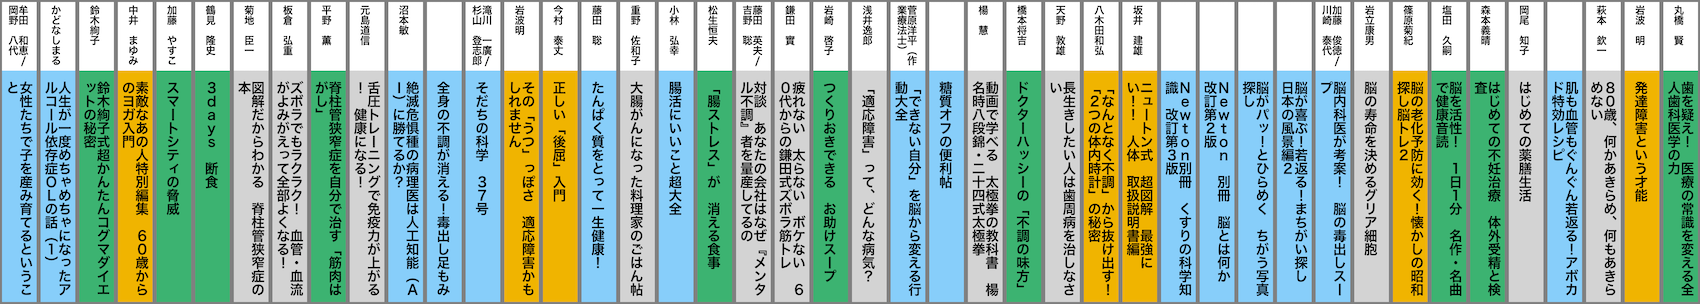 丸橋　賢
歯を疑え！　医療の常識を変える全
人歯科医学の力
岩波　明
発達障害という才能
萩本　欽一
８０歳、何かあきらめ、何もあきら
めない
肌も血管もぐんぐん若返る！アボカ
ド特効レシピ
岡尾　知子
はじめての薬膳生活
森本義晴
はじめての不妊治療　体外受精と検
査
塩田　久嗣
脳を活性！　１日１分　名作・名曲
で健康音読
篠原菊紀
脳の老化予防に効く！懐かしの昭和
探し脳トレ２
岩立康男
脳の寿命を決めるグリア細胞
加藤　俊徳/
川崎　泰代
脳内科医が考案！　脳の毒出しスー
プ
脳が喜ぶ！若返る！まちがい探し
日本の風景編２
脳がパッ！とひらめく　ちがう写真
探し
Ｎｅｗｔｏｎ　別冊　脳とは何か
改訂第２版
Ｎｅｗｔｏｎ別冊　くすりの科学知
識　改訂第３版
坂井　建雄
ニュートン式　超図解　最強に
い！！　人体　取扱説明書編
八木田和弘
「なんとなく不調」から抜け出す！
「２つの体内時計」の秘密
天野　敦雄
長生きしたい人は歯周病を治しなさ
い
橋本将吉
ドクターハッシーの「不調の味方」
楊　慧
動画で学べる　太極拳の教科書　楊
名時八段錦・二十四式太極拳
糖質オフの便利帖
菅原洋平（作
業療法士）
「できない自分」を脳から変える行
動大全
浅井逸郎
「適応障害」って、どんな病気？
岩崎　啓子
つくりおきできる　お助けスープ
鎌田　實
疲れない　太らない　ボケない　６
０代からの鎌田式ズボラ筋トレ
藤田　英夫/
吉野　聡
対談　あなたの会社はなぜ『メンタ
ル不調』者を量産してるの
松生恒夫
「腸ストレス」が　消える食事
小林　弘幸
腸活にいいこと超大全
重野　佐和子
大腸がんになった料理家のごはん帖
藤田　聡
たんぱく質をとって一生健康！
今村　泰丈
正しい「後屈」入門
岩波明
その「うつ」っぽさ　適応障害かも
しれません
滝川　一廣/
杉山　登志郎
そだちの科学　３７号
全身の不調が消える！毒出し足もみ
沼本敏
絶滅危惧種の病理医は人工知能（Ａ
Ｉ）に勝てるか？
元島道信
舌圧トレーニングで免疫力が上がる
！　健康になる！
平野　薫
脊柱管狭窄症を自分で治す「筋肉は
がし」
板倉　弘重
ズボラでもラクラク！　血管・血流
がよみがえって全部よくなる！
菊地　臣一
図解だからわかる　脊柱管狭窄症の
本
鶴見　隆史
３ｄａｙｓ　断食
加藤　やすこ
スマートシティの脅威
中井　まゆみ
素敵なあの人特別編集　６０歳から
のヨガ入門
鈴木絢子
鈴木絢子式超かんたんコグマダイエ
ットの秘密
かどなしまる
人生が一度めちゃめちゃになったア
ルコール依存症ＯＬの話（１）
牟田　和恵/
岡野　八代
女性たちで子を産み育てるというこ
と